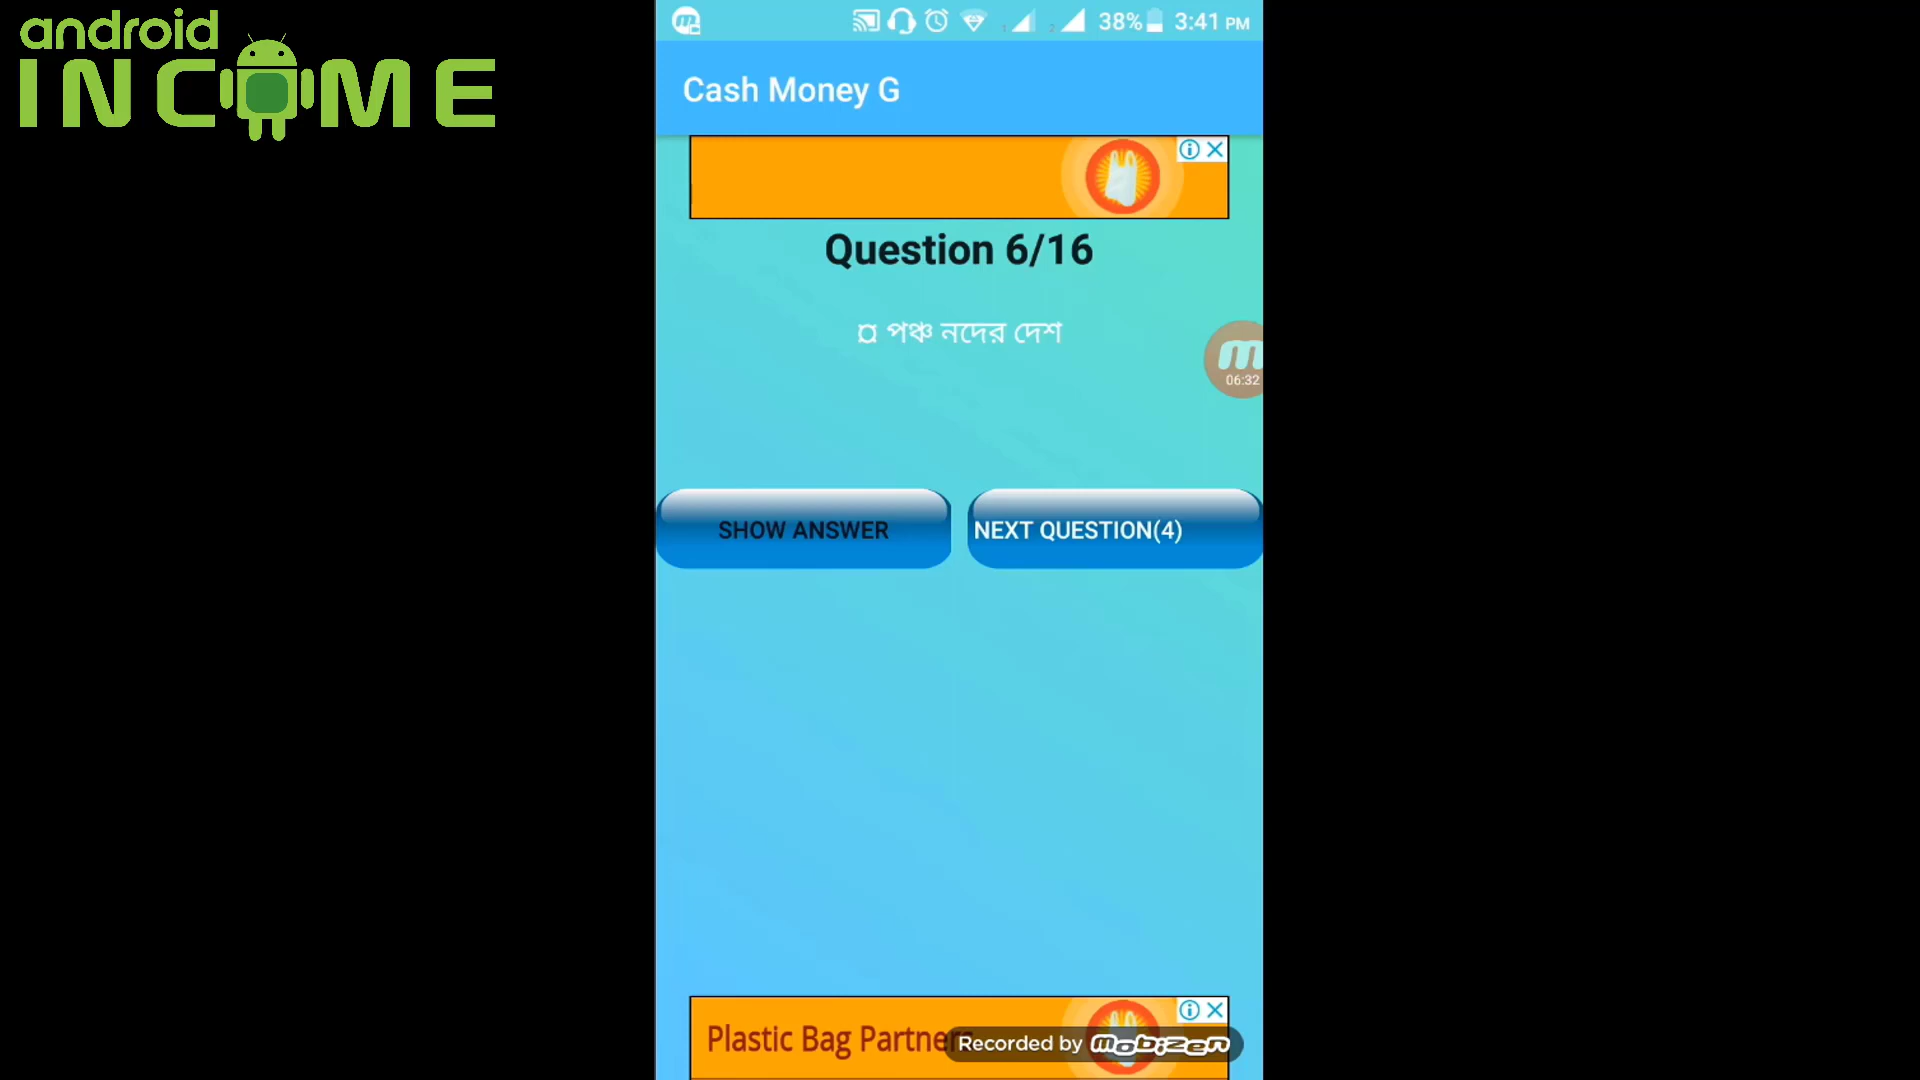 android
INCOME
38% 3:41 PM
Cash Money G
Question 6/16
¤ পঞ্চ নদের দেশ
06:32
SHOW ANSWER
NEXT QUESTION(4)
Plastic Bag Partners
Recorded by mobizen